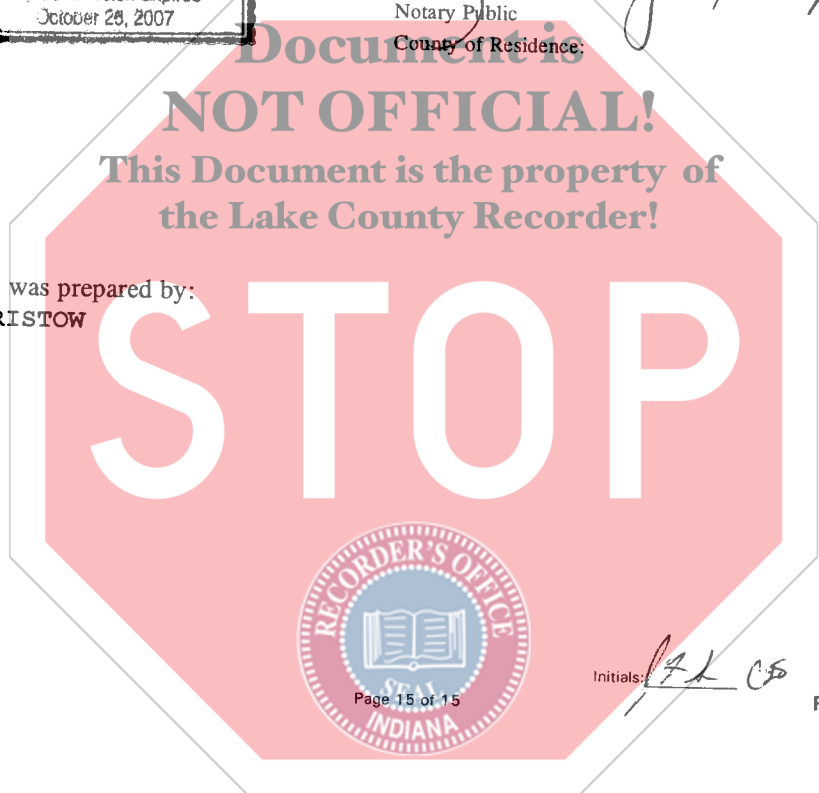 October 28, 2007
Notary Public
County of Residence:
Document is
NOT OFFICIAL!
This Document is the property of
the Lake County Recorder!
was prepared by:
RISTOW
STOP
RECORDER'S OFFICE
SEAL
INDIANA
Page 15 of 15
Initials: